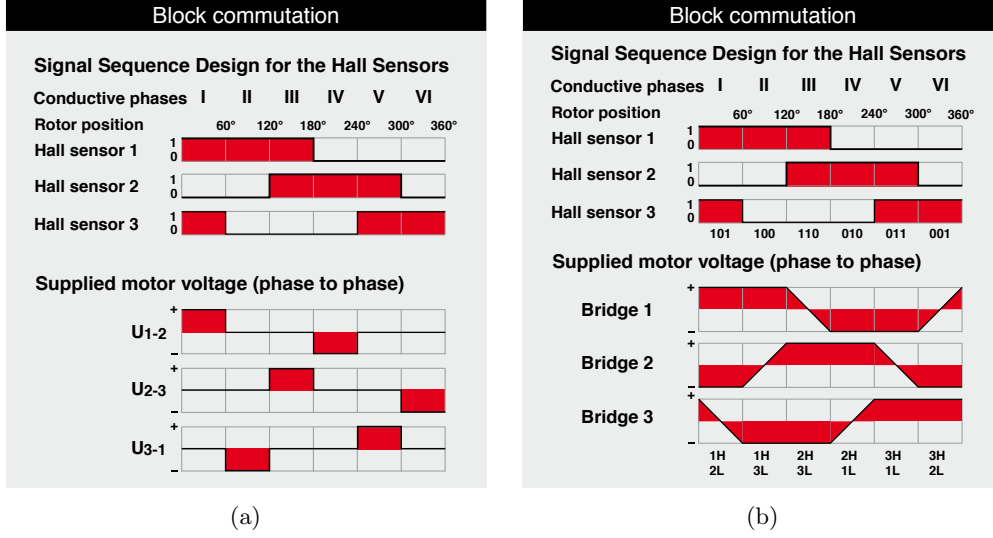 Block commutation
Signal Sequence Design for the Hall Sensors
Conductive phases I II III IV V VI
Rotor position 60° 120° 180° 240° 300° 360°
Hall sensor 1 1 0
Hall sensor 2 1 0
Hall sensor 3 1 0
Supplied motor voltage (phase to phase)
U1-2 + –
U2-3 + –
U3-1 + –
(a)
Block commutation
Signal Sequence Design for the Hall Sensors
Conductive phases I II III IV V VI
Rotor position 60° 120° 180° 240° 300° 360°
Hall sensor 1 1 0
Hall sensor 2 1 0
Hall sensor 3 1 0
101 100 110 010 011 001
Supplied motor voltage (phase to phase)
Bridge 1 + –
Bridge 2 + –
Bridge 3 + –
1H 1H 2H 2H 3H 3H
2L 3L 3L 1L 1L 2L
(b)